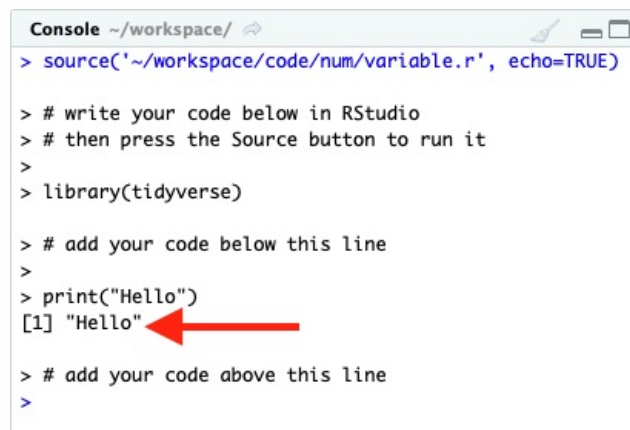 Console ~/workspace/
> source('~/workspace/code/num/variable.r', echo=TRUE)

> # write your code below in RStudio
> # then press the Source button to run it
>
> library(tidyverse)

> # add your code below this line
>
> print("Hello")
[1] "Hello"

> # add your code above this line
>